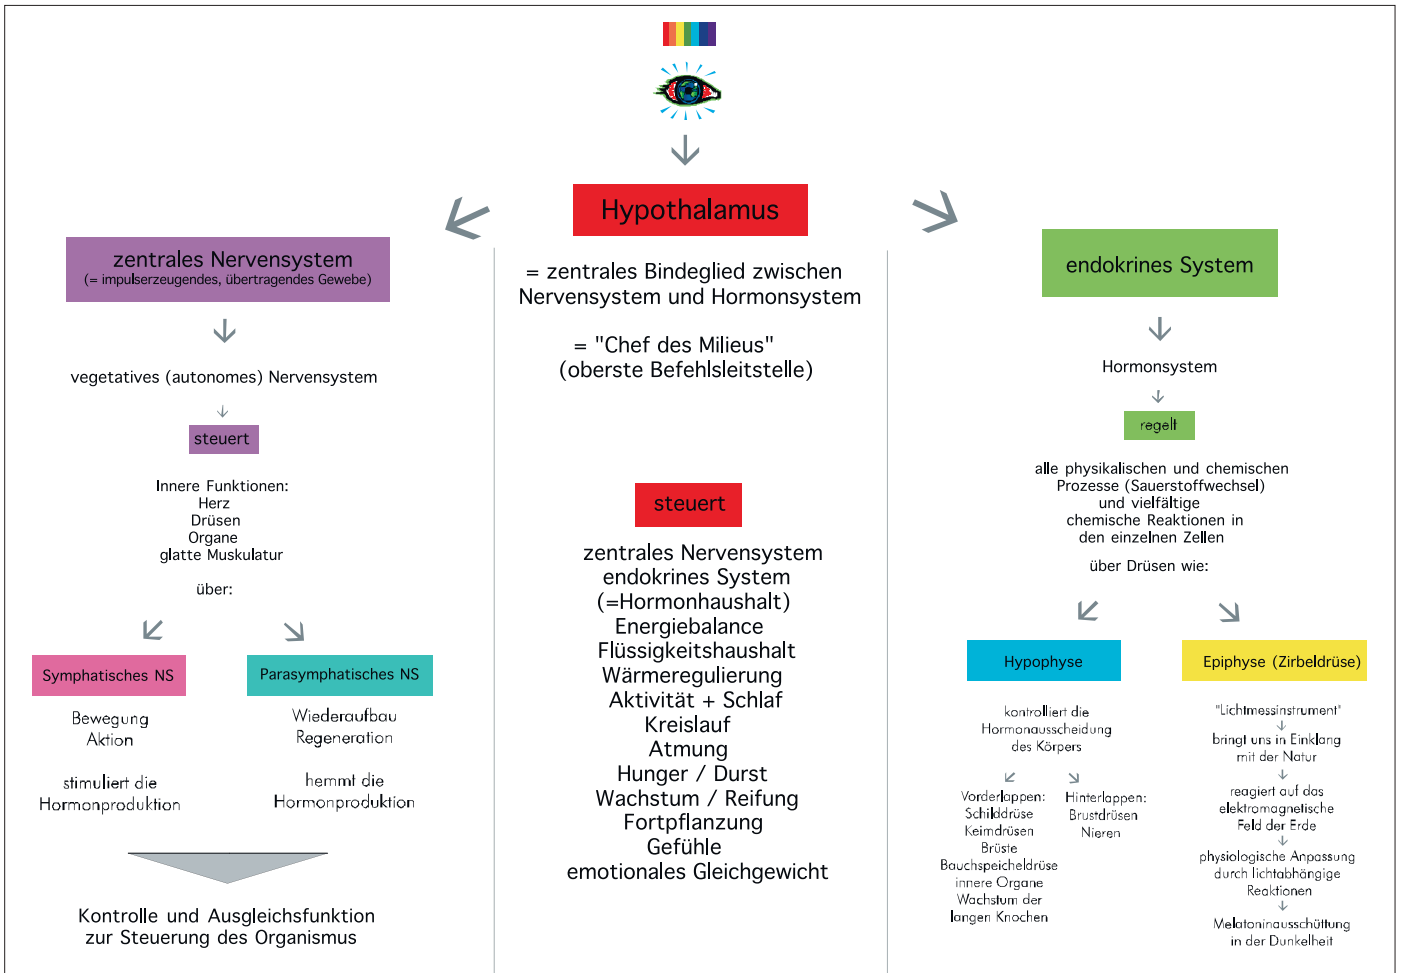 Hypothalamus
= zentrales Bindeglied zwischen
Nervensystem und Hormonsystem
= "Chef des Milieus"
(oberste Befehlsleitstelle)
steuert
zentrales Nervensystem
endokrines System
(=Hormonhaushalt)
Energiebalance
Flüssigkeitshaushalt
Wärmeregulierung
Aktivität + Schlaf
Kreislauf
Atmung
Hunger / Durst
Wachstum / Reifung
Fortpflanzung
Gefühle
emotionales Gleichgewicht
zentrales Nervensystem
(= impulserzeugendes, übertragendes Gewebe)
vegetatives (autonomes) Nervensystem
steuert
Innere Funktionen:
Herz
Drüsen
Organe
glatte Muskulatur
über:
Symphatisches NS
Bewegung
Aktion
stimuliert die
Hormonproduktion
Parasymphatisches NS
Wiederaufbau
Regeneration
hemmt die
Hormonproduktion
Kontrolle und Ausgleichsfunktion
zur Steuerung des Organismus
endokrines System
Hormonsystem
regelt
alle physikalischen und chemischen
Prozesse (Sauerstoffwechsel)
und vielfältige
chemische Reaktionen in
den einzelnen Zellen
über Drüsen wie:
Hypophyse
kontrolliert die
Hormonausscheidung
des Körpers
Vorderlappen:
Schilddrüse
Keimdrüsen
Brüste
Bauchspeicheldrüse
innere Organe
Wachstum der
langen Knochen
Hinterlappen:
Brustdrüsen
Nieren
Epiphyse (Zirbeldrüse)
"Lichtmessinstrument"
bringt uns in Einklang
mit der Natur
reagiert auf das
elektromagnetische
Feld der Erde
physiologische Anpassung
durch lichtabhängige
Reaktionen
Melatoninausschüttung
in der Dunkelheit